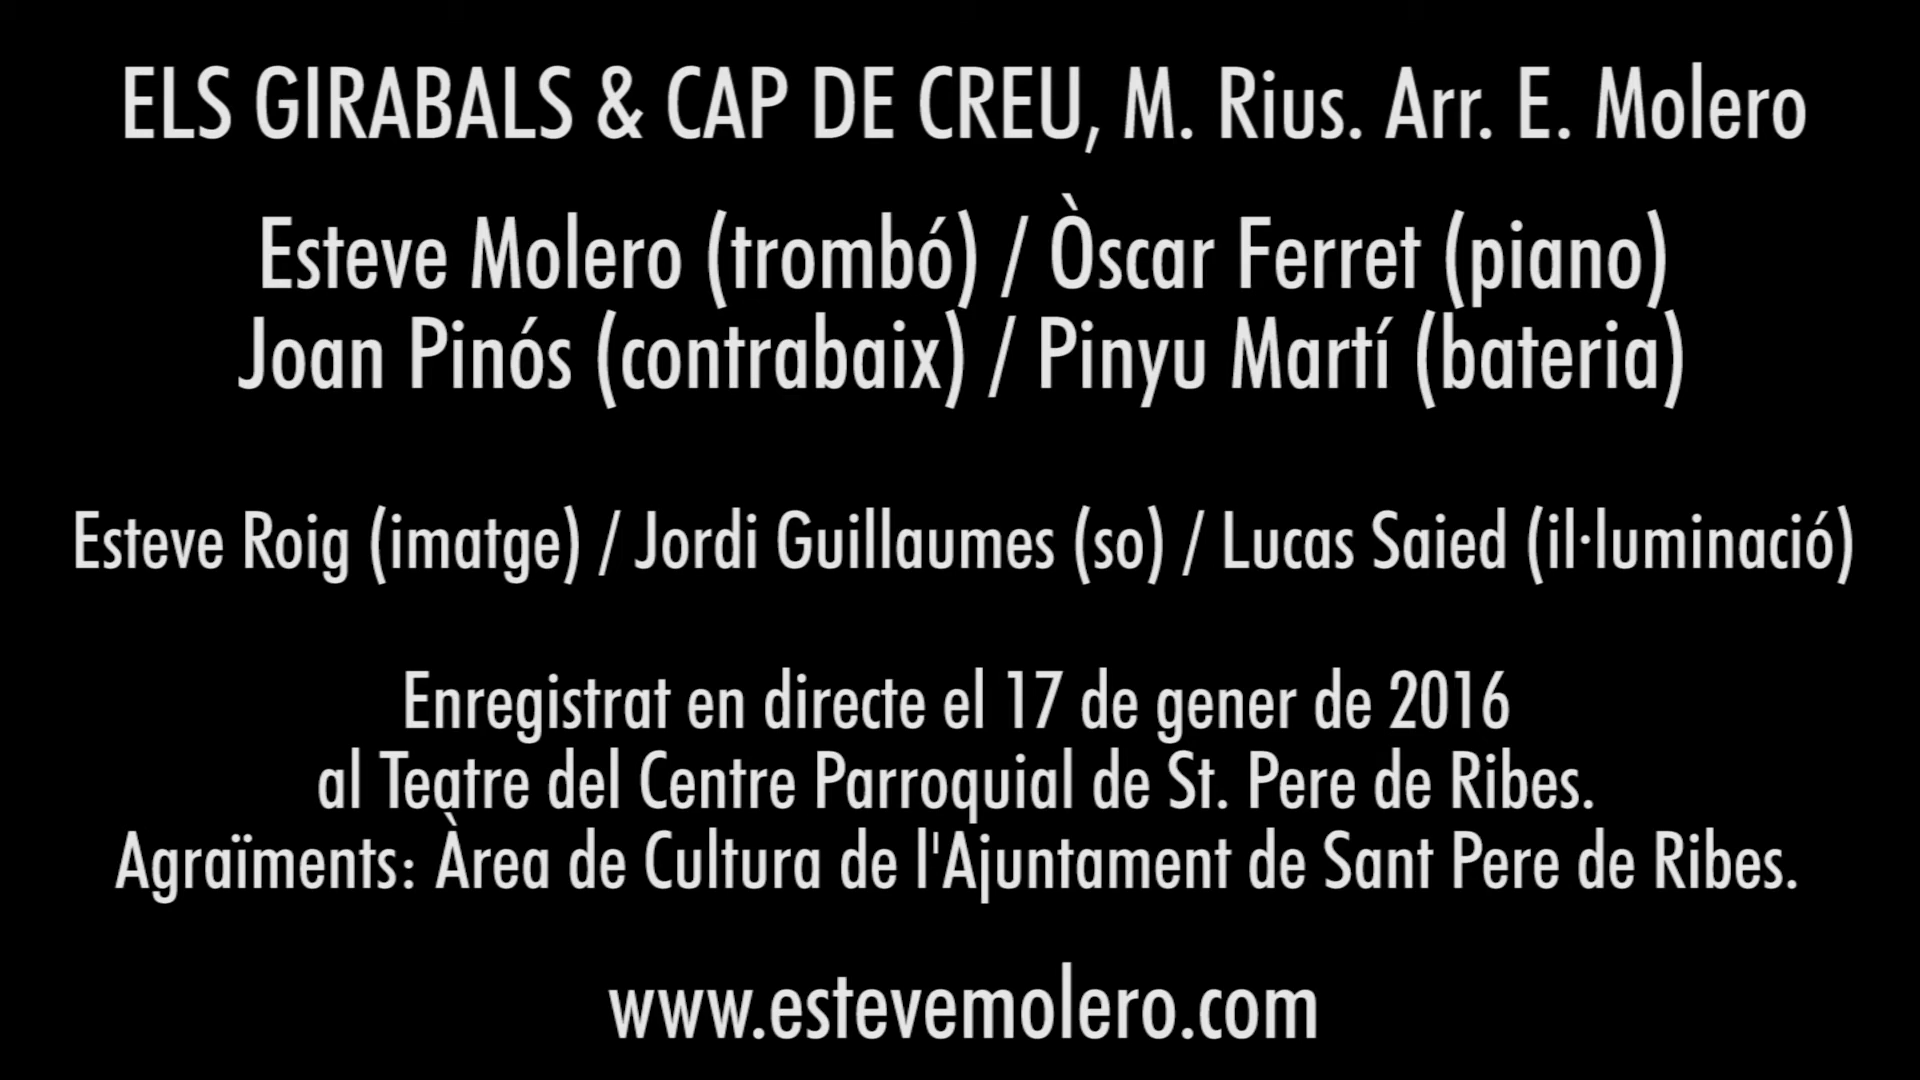 ELS GIRABALS & CAP DE CREU, M. Rius. Arr. E. Molero
Esteve Molero (trombó) / Òscar Ferret (piano)
Joan Pinós (contrabaix) / Pinyu Martí (bateria)
Esteve Roig (imatge) / Jordi Guillaumes (so) / Lucas Saied (il·luminació)
Enregistrat en directe el 17 de gener de 2016
al Teatre del Centre Parroquial de St. Pere de Ribes.
Agraïments: Àrea de Cultura de l'Ajuntament de Sant Pere de Ribes.
www.estevemolero.com